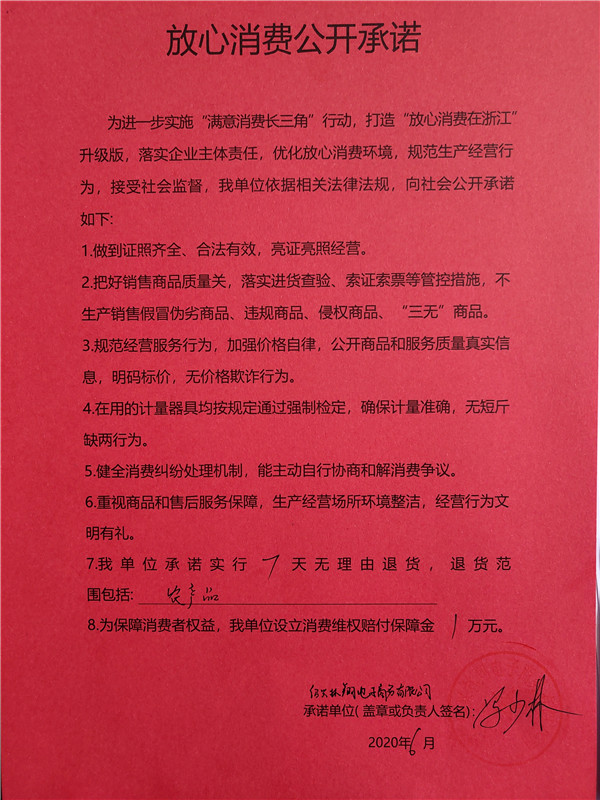 放心消费公开承诺
为进一步实施“满意消费长三角”行动，打造“放心消费在浙江”
升级版，落实企业主体责任，优化放心消费环境，规范生产经营行
为，接受社会监督，我单位依据相关法律法规，向社会公开承诺
如下：
1.做到证照齐全、合法有效，亮证亮照经营。
2.把好销售商品质量关，落实进货查验、索证索票等管控措施，不
生产销售假冒伪劣商品、违规商品、侵权商品、“三无”商品。
3.规范经营服务行为，加强价格自律，公开商品和服务质量真实信
息，明码标价，无价格欺诈行为。
4.在用的计量器具均按规定通过强制检定，确保计量准确，无短斤
缺两行为。
5.健全消费纠纷处理机制，能主动自行协商和解消费争议。
6.重视商品和售后服务保障，生产经营场所环境整洁，经营行为文
明有礼。
7.我单位承诺实行7天无理由退货，退货范
围包括：农产品
8.为保障消费者权益，我单位设立消费维权赔付保障金1万元。
电子商务有限公司
承诺单位(盖章或负责人签名)：
2020年6月